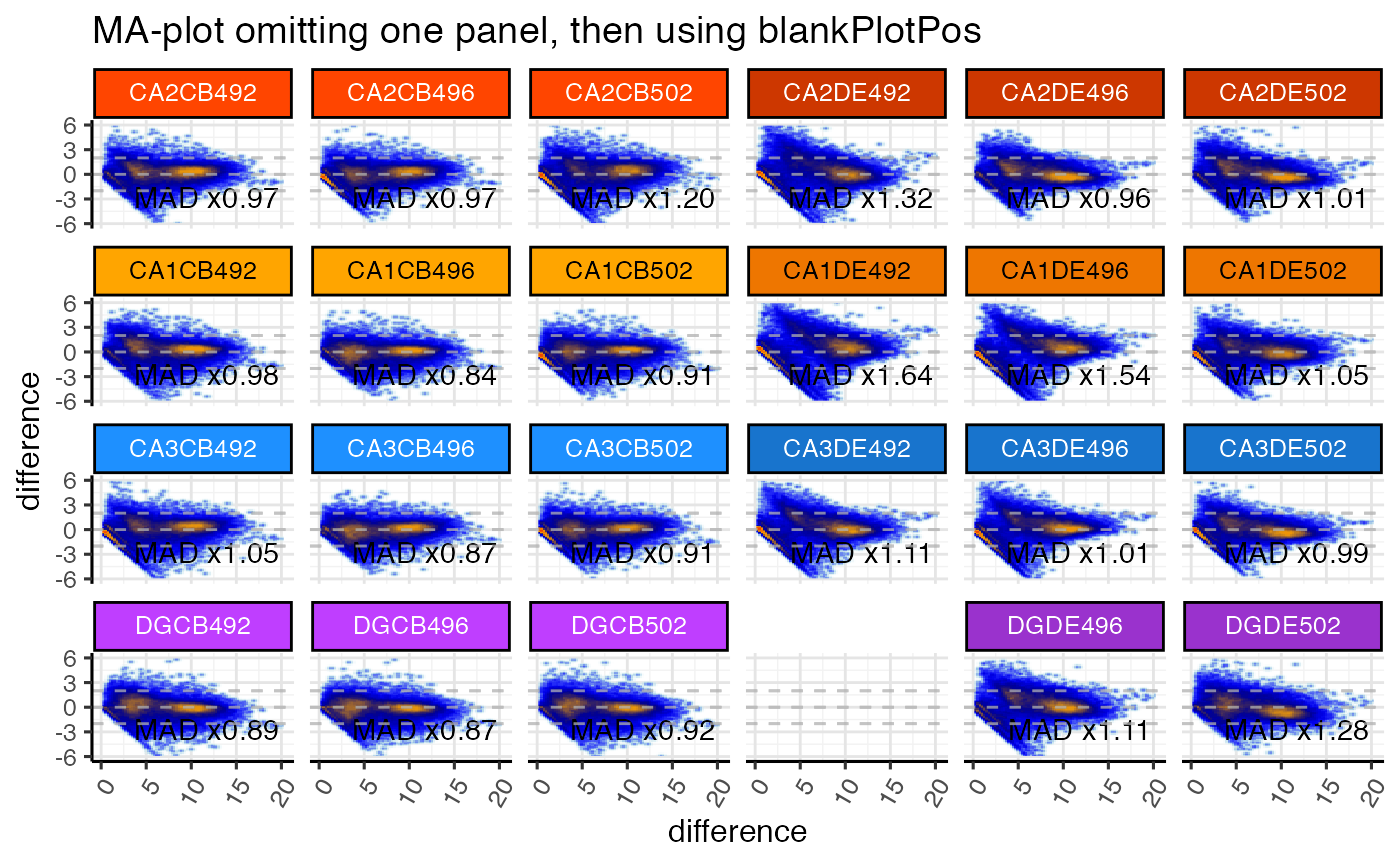 MA-plot omitting one panel, then using blankPlotPos
CA2CB492 CA2CB496 CA2CB502 CA2DE492 CA2DE496 CA2DE502
6
3
0
-3
-6
MAD x0.97 MAD x0.97 MAD x1.20 MAD x1.32 MAD x0.96 MAD x1.01
CA1CB492 CA1CB496 CA1CB502 CA1DE492 CA1DE496 CA1DE502
6
3
0
-3
-6
MAD x0.98 MAD x0.84 MAD x0.91 MAD x1.64 MAD x1.54 MAD x1.05
difference
CA3CB492 CA3CB496 CA3CB502 CA3DE492 CA3DE496 CA3DE502
6
3
0
-3
-6
MAD x1.05 MAD x0.87 MAD x0.91 MAD x1.11 MAD x1.01 MAD x0.99
DGCB492 DGCB496 DGCB502 DGDE496 DGDE502
6
3
0
-3
-6
MAD x0.89 MAD x0.87 MAD x0.92 MAD x1.11 MAD x1.28
0 5 10 15 20 0 5 10 15 20 0 5 10 15 20 0 5 10 15 20 0 5 10 15 20 0 5 10 15 20
difference